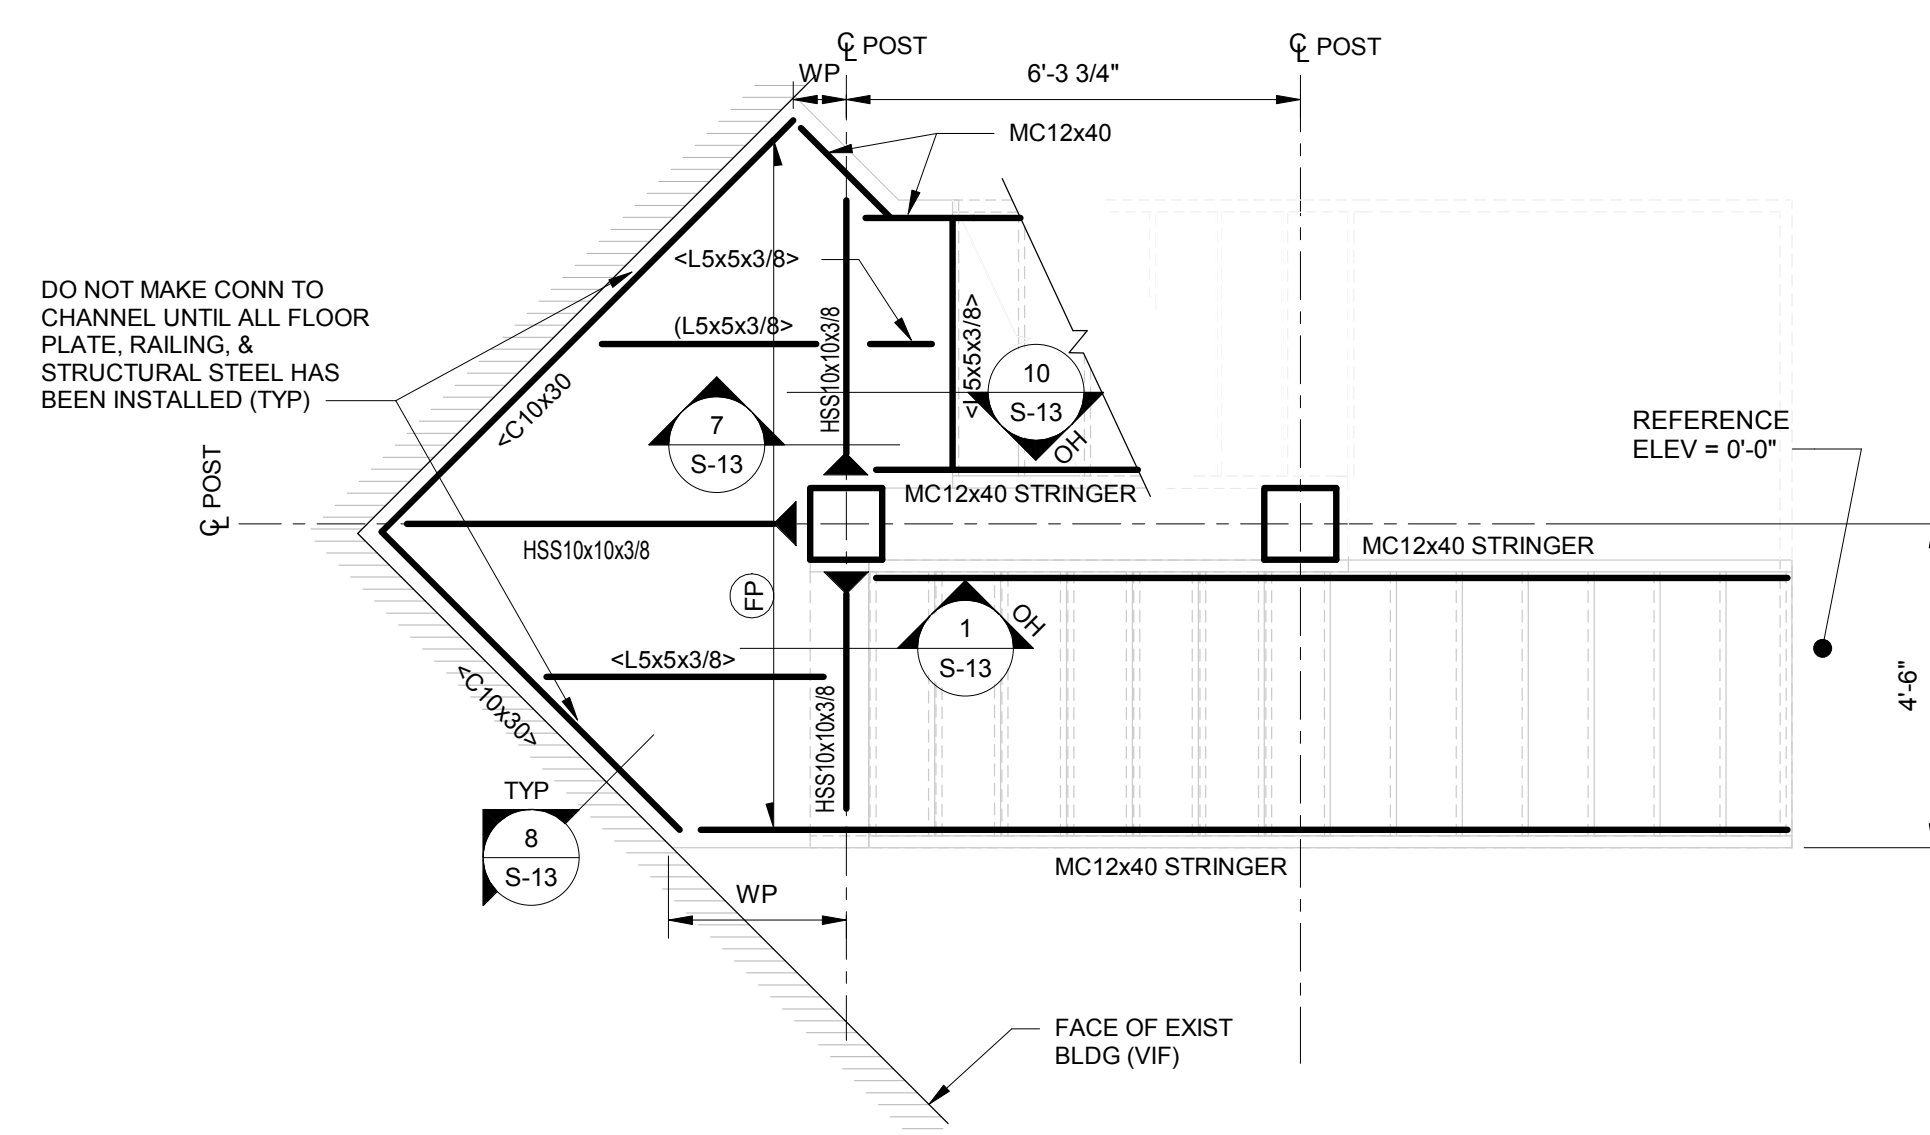 ℄ POST
℄ POST
WP
6'-3 3/4"
MC12x40
<L5x5x3/8>
DO NOT MAKE CONN TO
CHANNEL UNTIL ALL FLOOR
PLATE, RAILING, &
STRUCTURAL STEEL HAS
BEEN INSTALLED (TYP)
(L5x5x3/8>
HSS10x10x3/8
<L5x5x3/8>
<C10x30
10
S-13
OH
7
S-13
REFERENCE
ELEV = 0'-0"
℄ POST
MC12x40 STRINGER
HSS10x10x3/8
MC12x40 STRINGER
FP
1
S-13
OH
<L5x5x3/8>
<C10x30>
HSS10x10x3/8
4'-6"
TYP
8
S-13
MC12x40 STRINGER
WP
FACE OF EXIST
BLDG (VIF)